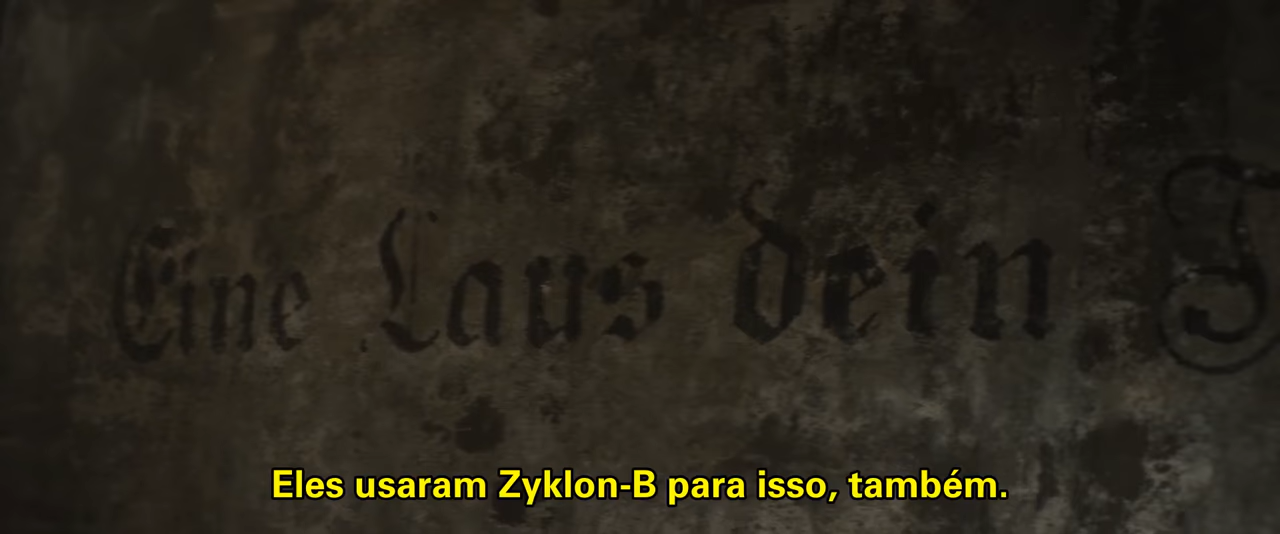 Eine Laus dein
Eles usaram Zyklon-B para isso, também.